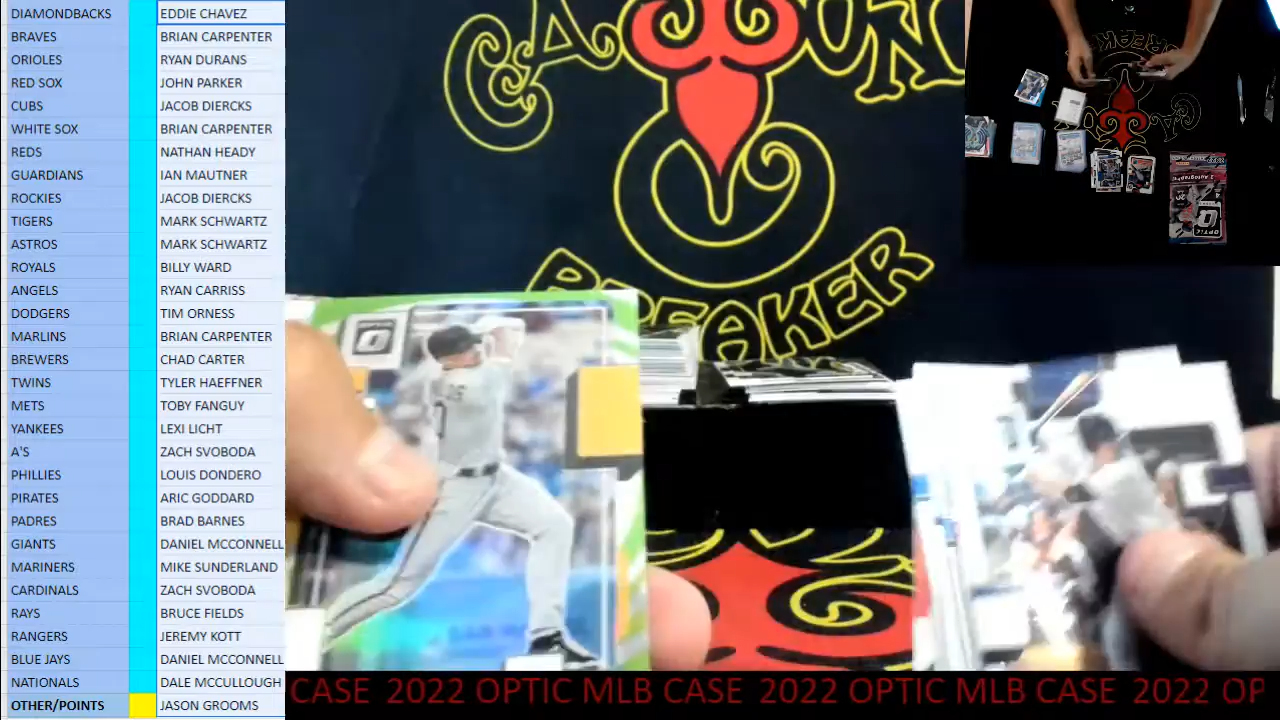 DIAMONDBACKS EDDIE CHAVEZ
BRAVES BRIAN CARPENTER
ORIOLES RYAN DURANS
RED SOX JOHN PARKER
CUBS JACOB DIERCKS
WHITE SOX BRIAN CARPENTER
REDS NATHAN HEADY
GUARDIANS IAN MAUTNER
ROCKIES JACOB DIERCKS
TIGERS MARK SCHWARTZ
ASTROS MARK SCHWARTZ
ROYALS BILLY WARD
ANGELS RYAN CARRISS
DODGERS TIM ORNESS
MARLINS BRIAN CARPENTER
BREWERS CHAD CARTER
TWINS TYLER HAEFFNER
METS TOBY FANGUY
YANKEES LEXI LICHT
A'S ZACH SVOBODA
PHILLIES LOUIS DONDERO
PIRATES ARIC GODDARD
PADRES BRAD BARNES
GIANTS DANIEL MCCONNELL
MARINERS MIKE SUNDERLAND
CARDINALS ZACH SVOBODA
RAYS BRUCE FIELDS
RANGERS JEREMY KOTT
BLUE JAYS DANIEL MCCONNELL
NATIONALS DALE MCCULLOUGH
OTHER/POINTS JASON GROOMS
BREAKER
OPTIC
CASE 2022 OPTIC MLB CASE 2022 OPTIC MLB CASE 2022 OP